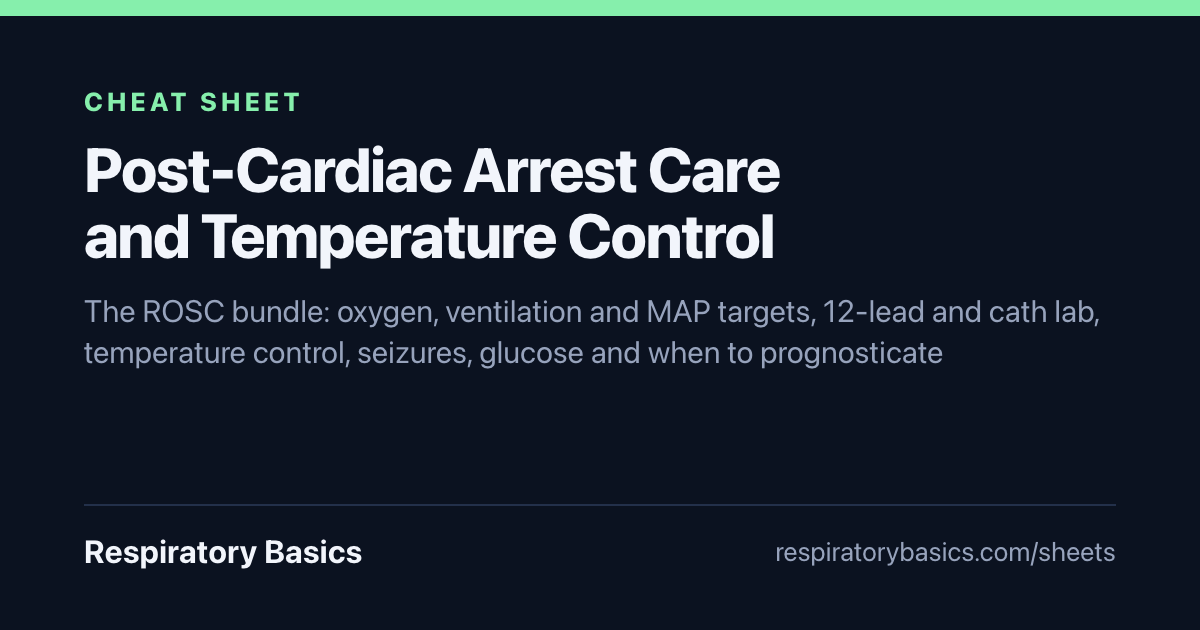 CHEAT SHEET
Post-Cardiac Arrest Care
and Temperature Control
The ROSC bundle: oxygen, ventilation and MAP targets, 12-lead and cath lab,
temperature control, seizures, glucose and when to prognosticate
Respiratory Basics
respiratorybasics.com/sheets